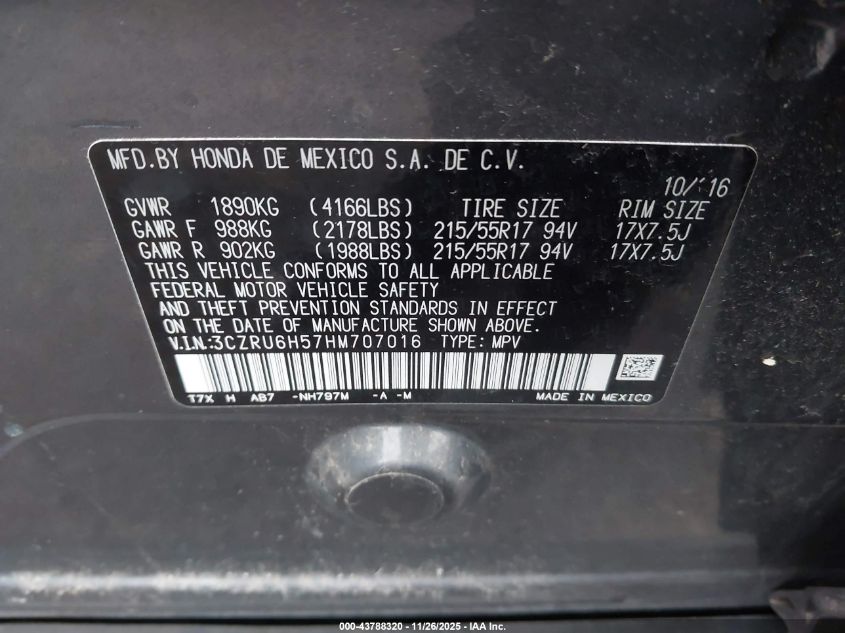 MFD.BY HONDA DE MEXICO S.A. DE C.V.
10/'16
GVWR 1890KG (4166LBS) TIRE SIZE RIM SIZE
GAWR F 988KG (2178LBS) 215/55R17 94V 17X7.5J
GAWR R 902KG (1988LBS) 215/55R17 94V 17X7.5J
THIS VEHICLE CONFORMS TO ALL APPLICABLE
FEDERAL MOTOR VEHICLE SAFETY
AND THEFT PREVENTION STANDARDS IN EFFECT
ON THE DATE OF MANUFACTURE SHOWN ABOVE.
V.I.N:3CZRU6H57HM707016 TYPE: MPV
T7X H AB7 -NH797M -A -M MADE IN MEXICO
000-43788320 - 11/26/2025 - IAA Inc.